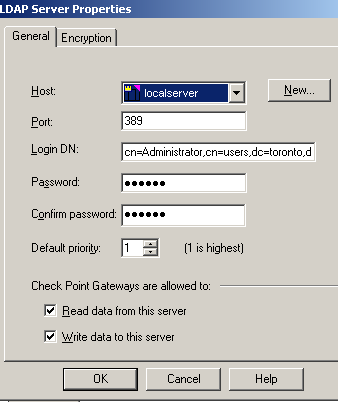 LDAP Server Properties
General Encryption
Host: localserver New...
Port: 389
Login DN: cn=Administrator,cn=users,dc=toronto,d
Password: ●●●●●●
Confirm password: ●●●●●●
Default priority: 1 (1 is highest)
Check Point Gateways are allowed to:
Read data from this server
Write data to this server
OK Cancel Help